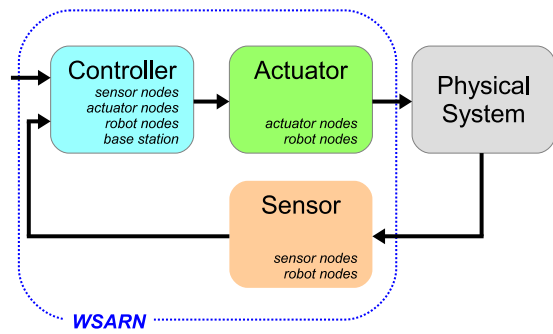 Controller
sensor nodes
actuator nodes
robot nodes
base station
Actuator
actuator nodes
robot nodes
Physical
System
Sensor
sensor nodes
robot nodes
WSARN